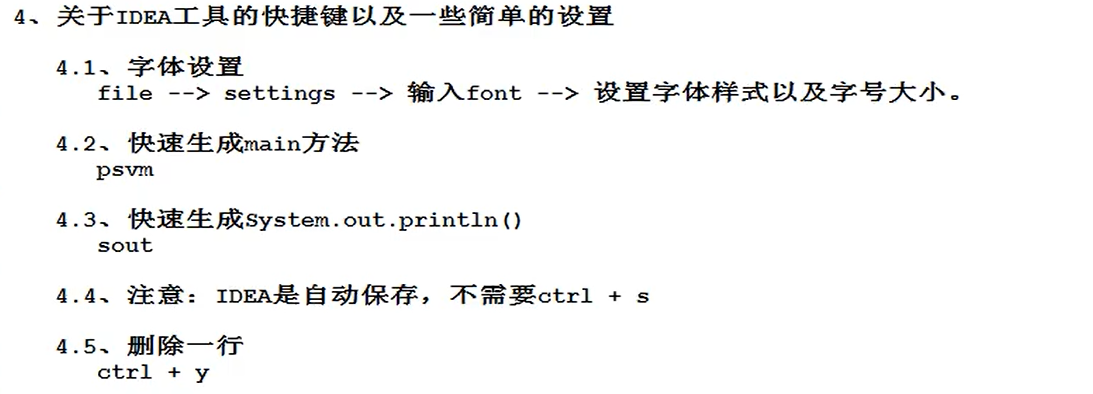 4、关于IDEA工具的快捷键以及一些简单的设置
4.1、字体设置
file --> settings --> 输入font --> 设置字体样式以及字号大小。
4.2、快速生成main方法
psvm
4.3、快速生成System.out.println()
sout
4.4、注意：IDEA是自动保存，不需要ctrl + s
4.5、删除一行
ctrl + y